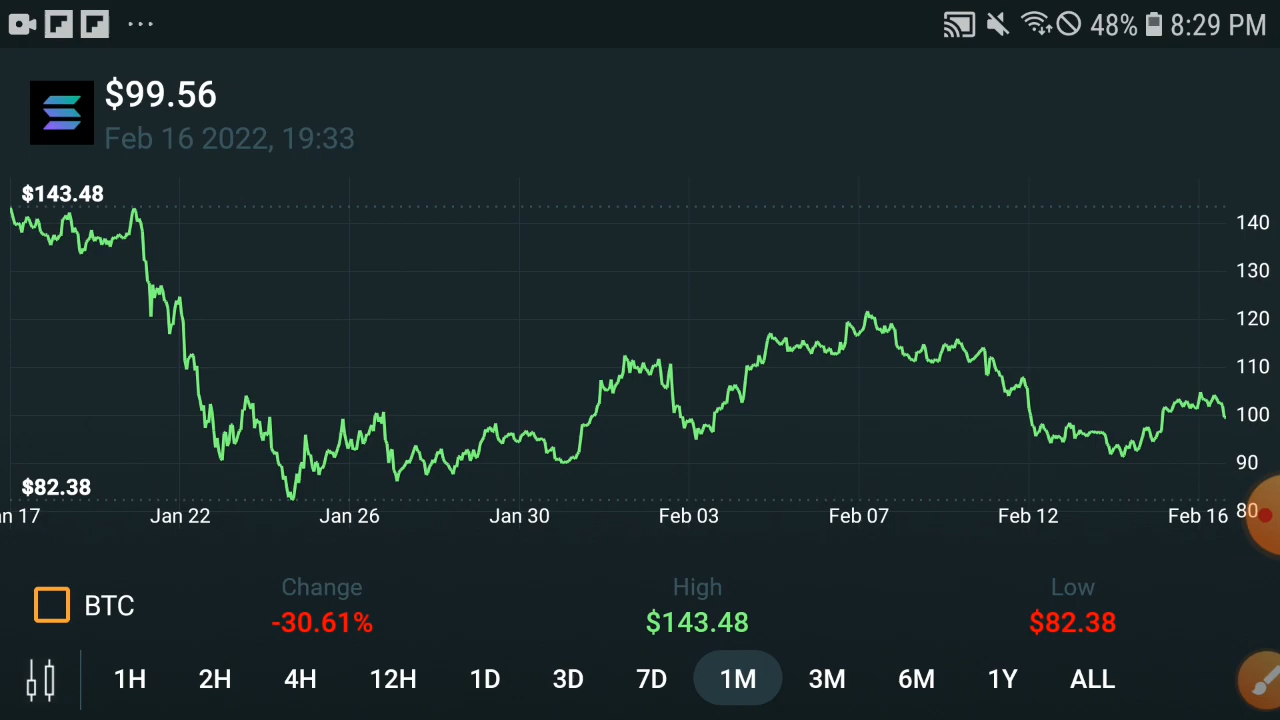 48% 8:29 PM
$99.56
Feb 16 2022, 19:33
$143.48
140
130
120
110
100
90
$82.38
80
n 17 Jan 22 Jan 26 Jan 30 Feb 03 Feb 07 Feb 12 Feb 16
Change High Low
BTC -30.61% $143.48 $82.38
1H 2H 4H 12H 1D 3D 7D 1M 3M 6M 1Y ALL